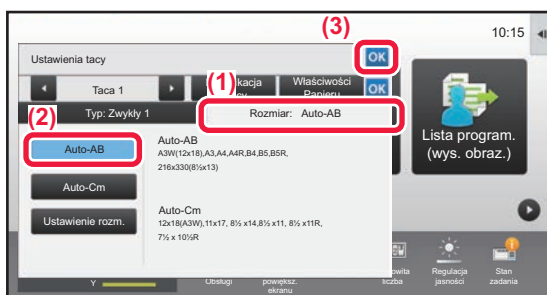 (3)
10:15
Ustawienia tacy
OK
(1)
Taca 1
kacja
Właściwości
Papieru
OK
(2)
Typ: Zwykły 1
Rozmiar: Auto-AB
Auto-AB
Auto-AB
A3W(12x18),A3,A4,A4R,B4,B5,B5R,
216x330(8½x13)
Auto-Cm
Auto-Cm
12x18(A3W),11x17, 8½ x14,8½ x11, 8½ x11R,
7¼ x 10½R
Ustawienie rozm.
Lista program.
(wys. obraz.)
Y
Obsługi
powiększ.
ekranu
owita
liczba
Regulacja
jasności
Stan
zadania